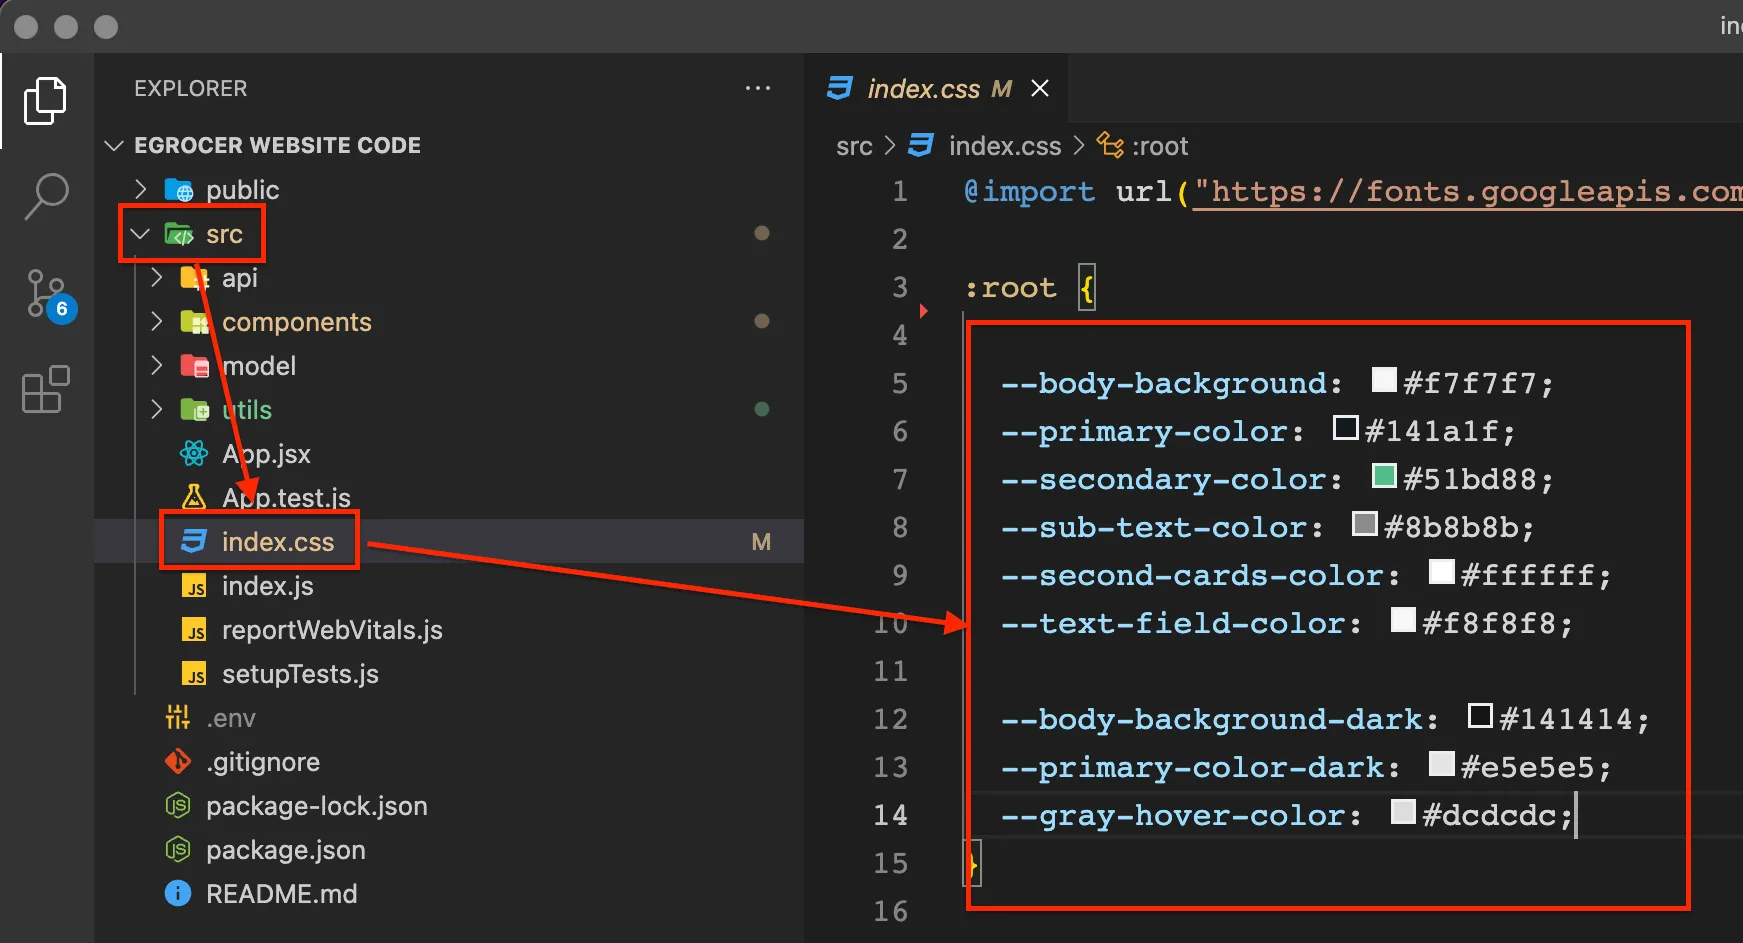 in
EXPLORER ...
EGROCER WEBSITE CODE
public
src
api
components
model
utils
App.jsx
App.test.js
index.css M
index.js
reportWebVitals.js
setupTests.js
.env
.gitignore
package-lock.json
package.json
README.md
6
index.css M
src > index.css > :root
1 @import url("https://fonts.googleapis.com
2
3 :root {
4
5 --body-background: #f7f7f7;
6 --primary-color: #141a1f;
7 --secondary-color: #51bd88;
8 --sub-text-color: #8b8b8b;
9 --second-cards-color: #ffffff;
10 --text-field-color: #f8f8f8;
11
12 --body-background-dark: #141414;
13 --primary-color-dark: #e5e5e5;
14 --gray-hover-color: #dcdcdc;
15 }
16